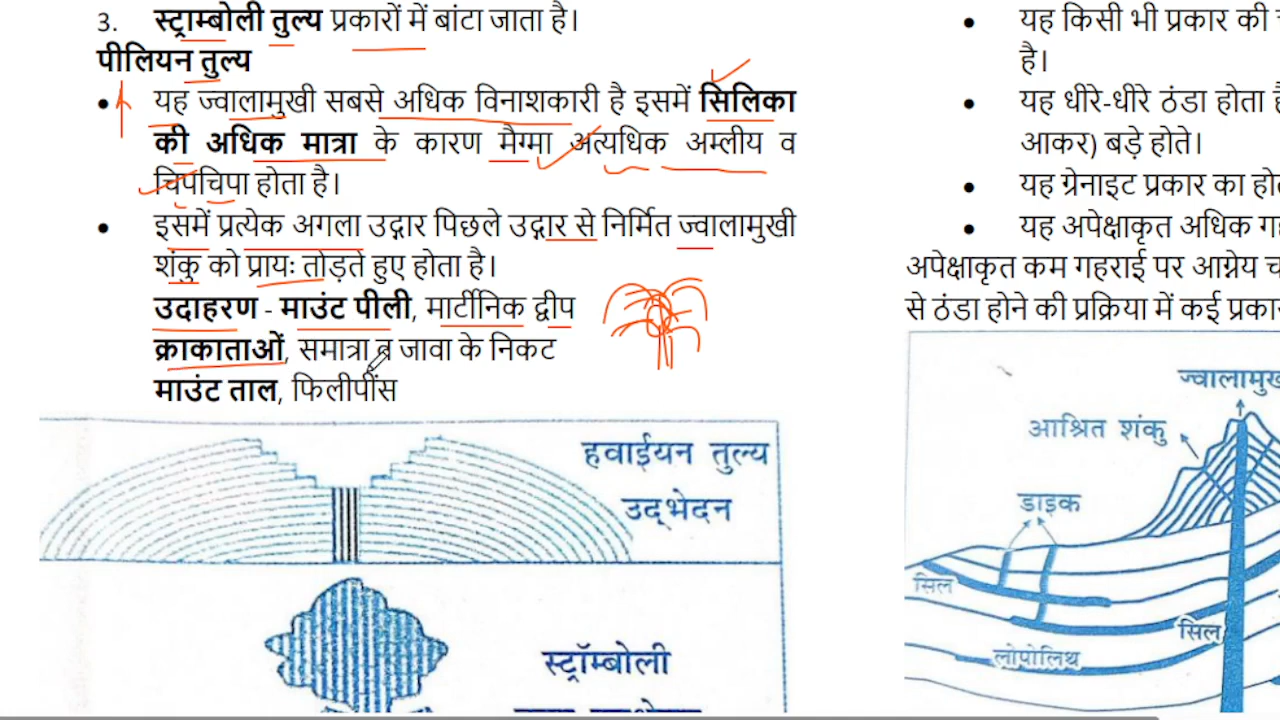 3. स्ट्राम्बोली तुल्य प्रकारों में बांटा जाता है।
पीलियन तुल्य
• यह ज्वालामुखी सबसे अधिक विनाशकारी है इसमें सिलिका
की अधिक मात्रा के कारण मैग्मा अत्यधिक अम्लीय व
चिपचिपा होता है।
• इसमें प्रत्येक अगला उद्गार पिछले उद्गार से निर्मित ज्वालामुखी
शंकु को प्रायः तोड़ते हुए होता है।
उदाहरण - माउंट पीली, मार्टीनिक द्वीप
क्राकाताओं, समात्रा व जावा के निकट
माउंट ताल, फिलीपींस
हवाईयन तुल्य
उद्भेदन
स्ट्रॉम्बोली
• यह किसी भी प्रकार की
है।
• यह धीरे-धीरे ठंडा होता
आकर) बड़े होते।
• यह ग्रेनाइट प्रकार का
• यह अपेक्षाकृत अधिक
अपेक्षाकृत कम गहराई पर आग्नेय
से ठंडा होने की प्रक्रिया में कई
आश्रित शंकु
डाइक
सिल
सिल
लोपोलिथ